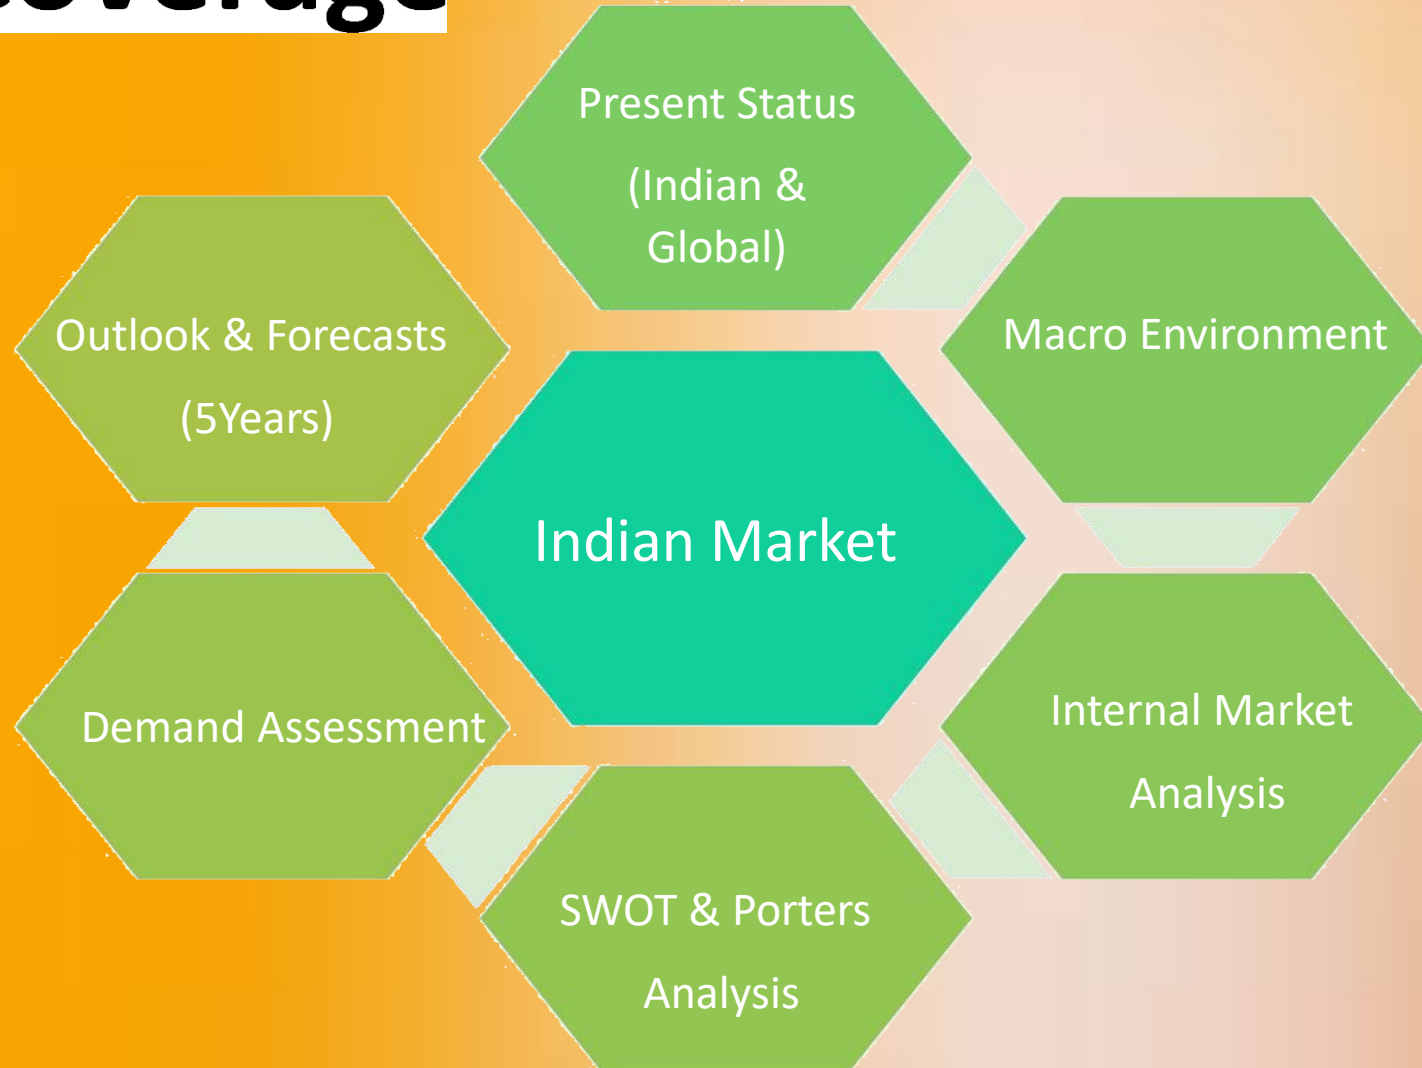 Coverage
Present Status
(Indian &
Global)
Macro Environment
Internal Market
Analysis
SWOT & Porters
Analysis
Demand Assessment
Outlook & Forecasts
(5Years)
Indian Market